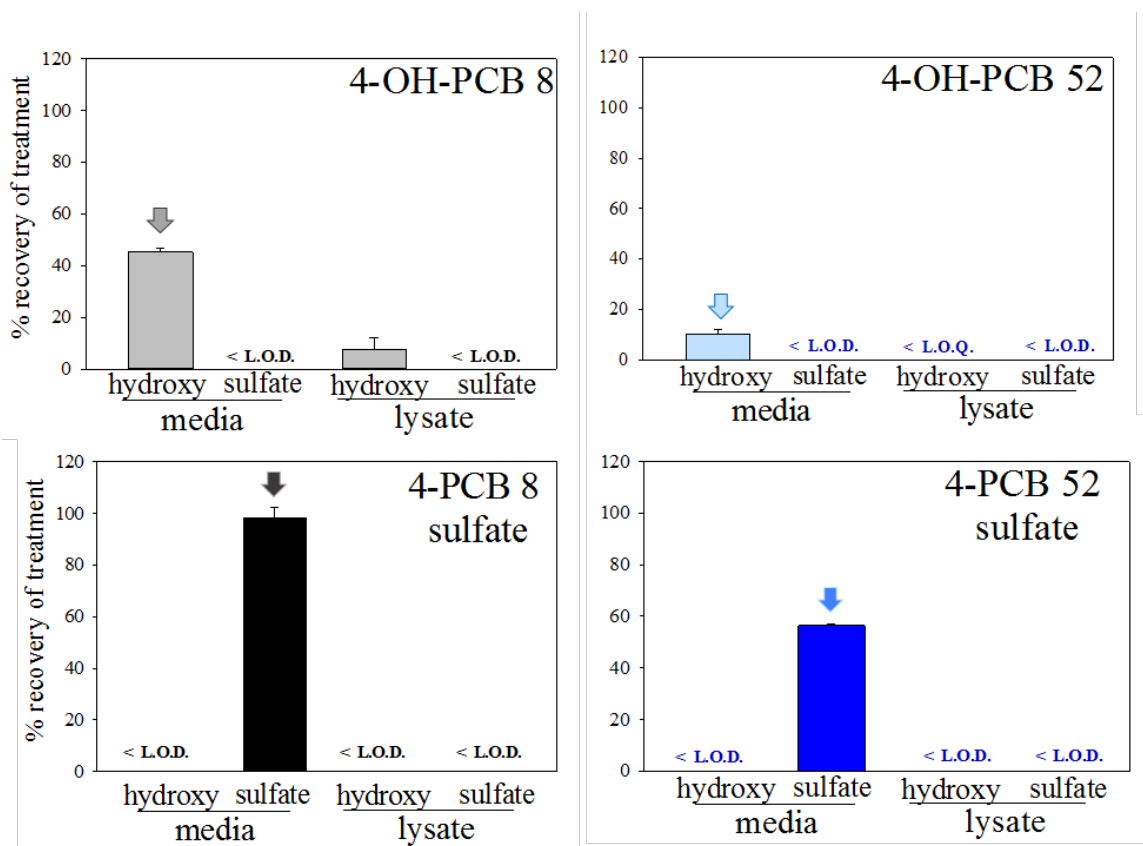 4-OH-PCB 8
% recovery of treatment
120
100
80
60
40
20
0
< L.O.D.
< L.O.D.
hydroxy sulfate hydroxy sulfate
media lysate
4-OH-PCB 52
120
100
80
60
40
20
0
< L.O.D.
< L.O.Q.
< L.O.D.
hydroxy sulfate hydroxy sulfate
media lysate
4-PCB 8
sulfate
% recovery of treatment
120
100
80
60
40
20
0
< L.O.D.
< L.O.D.
< L.O.D.
hydroxy sulfate hydroxy sulfate
media lysate
4-PCB 52
sulfate
120
100
80
60
40
20
0
< L.O.D.
< L.O.D.
< L.O.D.
hydroxy sulfate hydroxy sulfate
media lysate